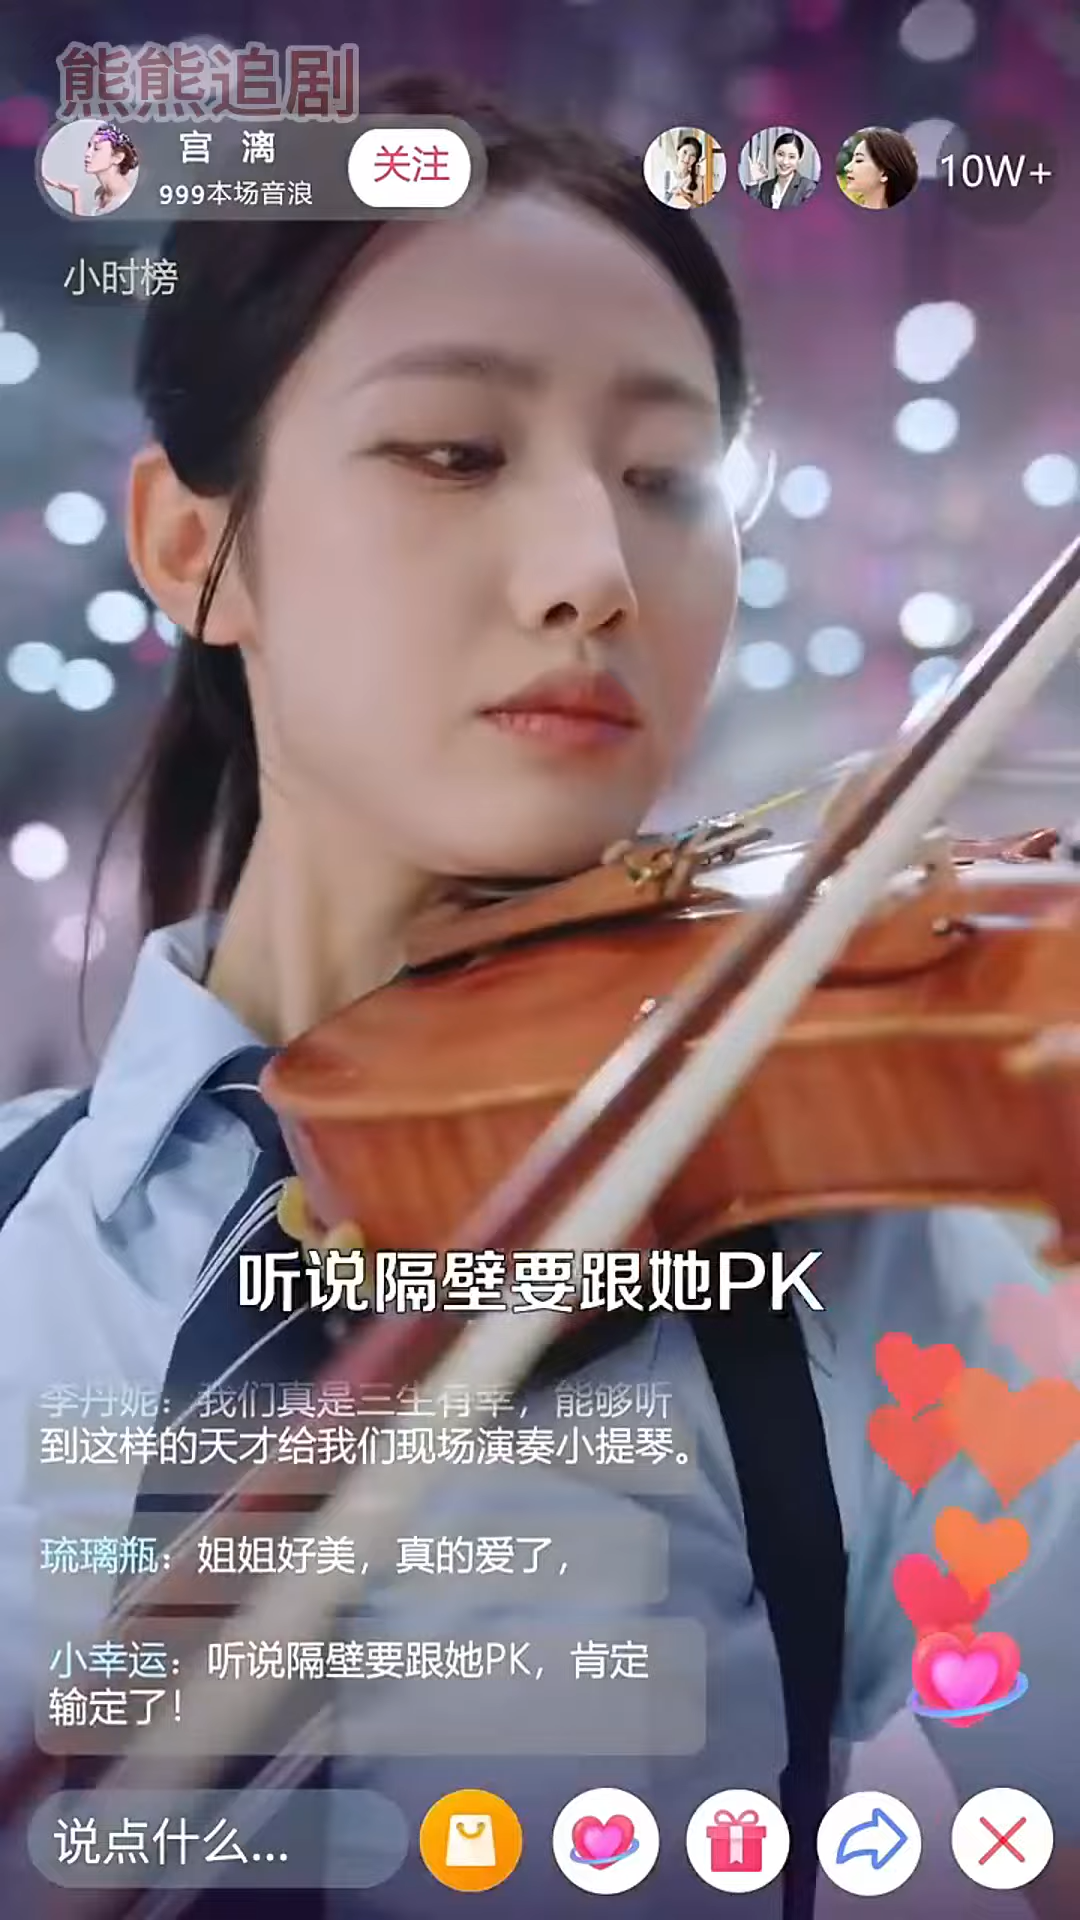 熊熊追剧
宫 漓
999本场音浪
关注
10W+
小时榜
听说隔壁要跟她PK
李丹妮：我们真是三生有幸，能够听
到这样的天才给我们现场演奏小提琴。
琉璃瓶：姐姐好美，真的爱了，
小幸运：听说隔壁要跟她PK，肯定
输定了！
说点什么...